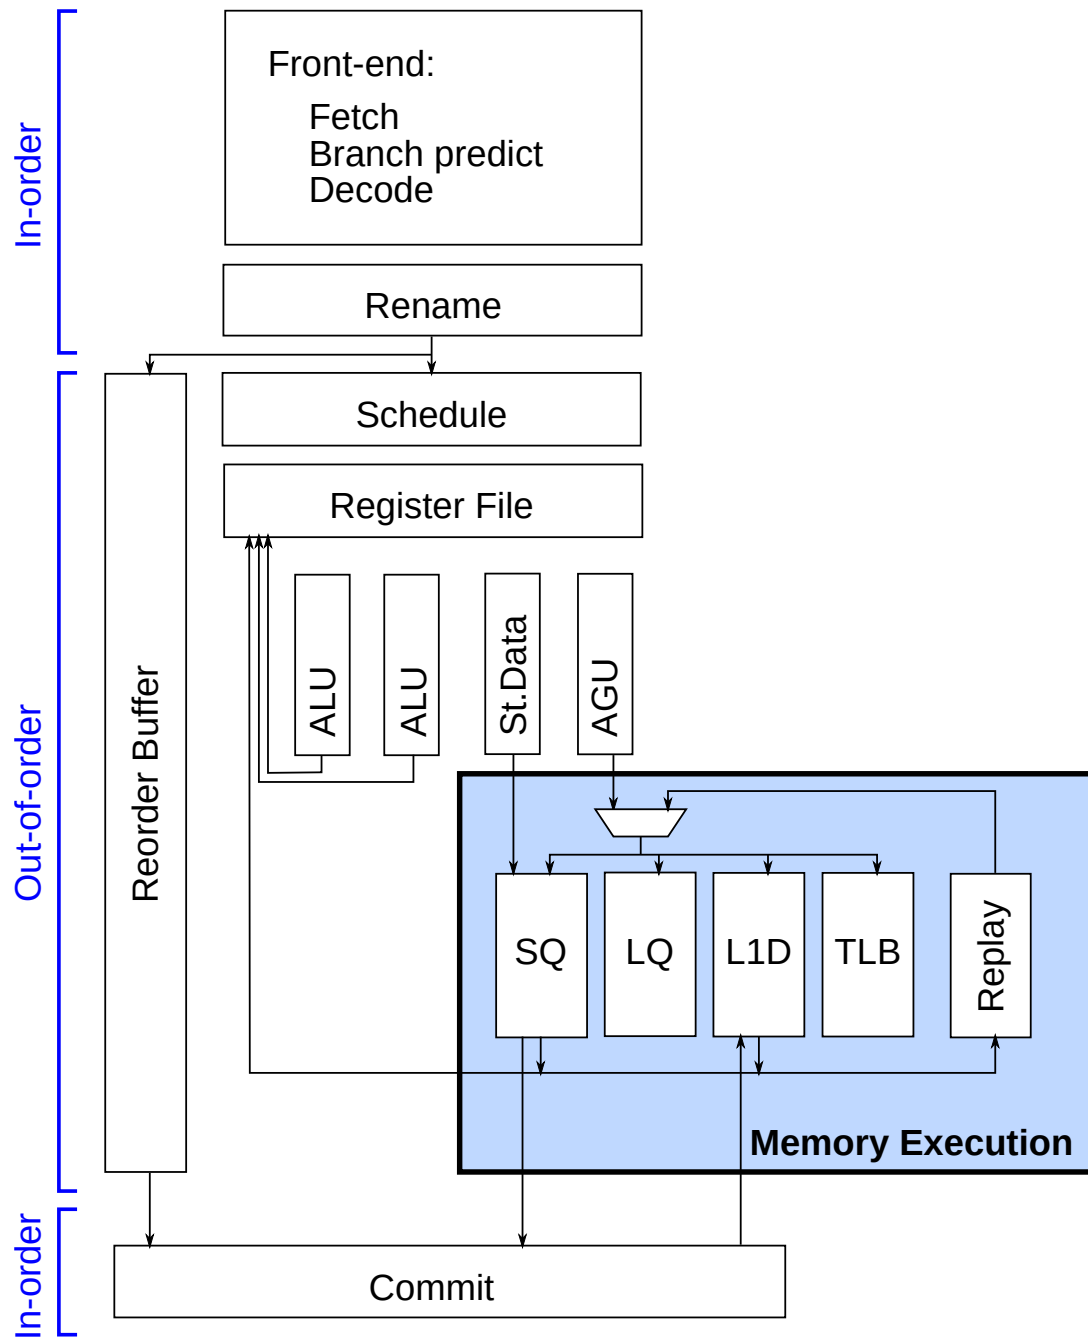 In-order
Front-end:
Fetch
Branch predict
Decode
Rename
Out-of-order
Reorder Buffer
Schedule
Register File
ALU
ALU
St.Data
AGU
SQ
LQ
L1D
TLB
Replay
Memory Execution
In-order
Commit